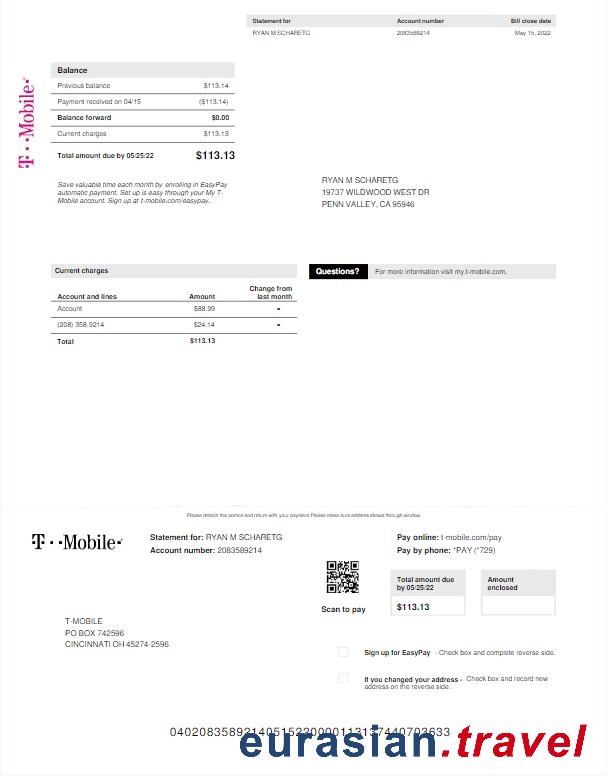 Statement for Account number Bill close date
RYAN M SCHARETG 2083589214 May 15, 2022
T··Mobile·
Balance
Previous balance $113.14
Payment received on 04/15 ($113.14)
Balance forward $0.00
Current charges $113.13
Total amount due by 05/25/22 $113.13
Save valuable time each month by enrolling in EasyPay
automatic payment. Set up is easy through your My T-
Mobile account. Sign up at t-mobile.com/easypay.
RYAN M SCHARETG
19737 WILDWOOD WEST DR
PENN VALLEY, CA 95946
Current charges
Account and lines Amount Change from last month
Account $88.99 -
(208) 358-9214 $24.14 -
Total $113.13
Questions? For more information visit my.t-mobile.com.
Please detach this portion and return with your payment.Please make sure address shows through window.
T··Mobile·
Statement for: RYAN M SCHARETG
Account number: 2083589214
Pay online: t-mobile.com/pay
Pay by phone: *PAY (*729)
Scan to pay
Total amount due
by 05/25/22
$113.13
Amount
enclosed
T-MOBILE
PO BOX 742596
CINCINNATI OH 45274-2596
Sign up for EasyPay - Check box and complete reverse side.
If you changed your address - Check box and record new
address on the reverse side.
eurasian.travel